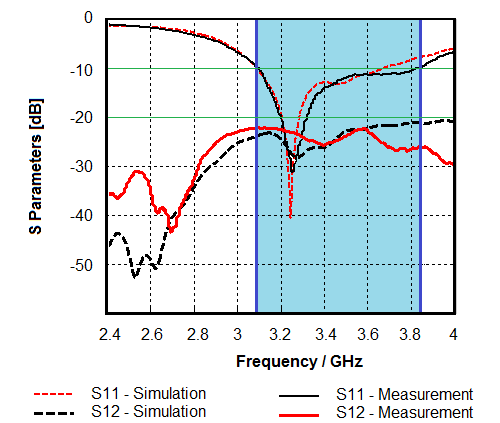 0
-10
-20
-30
-40
-50
S Parameters [dB]
2.4 2.6 2.8 3 3.2 3.4 3.6 3.8 4
Frequency / GHz
S11 - Simulation S11 - Measurement
S12 - Simulation S12 - Measurement